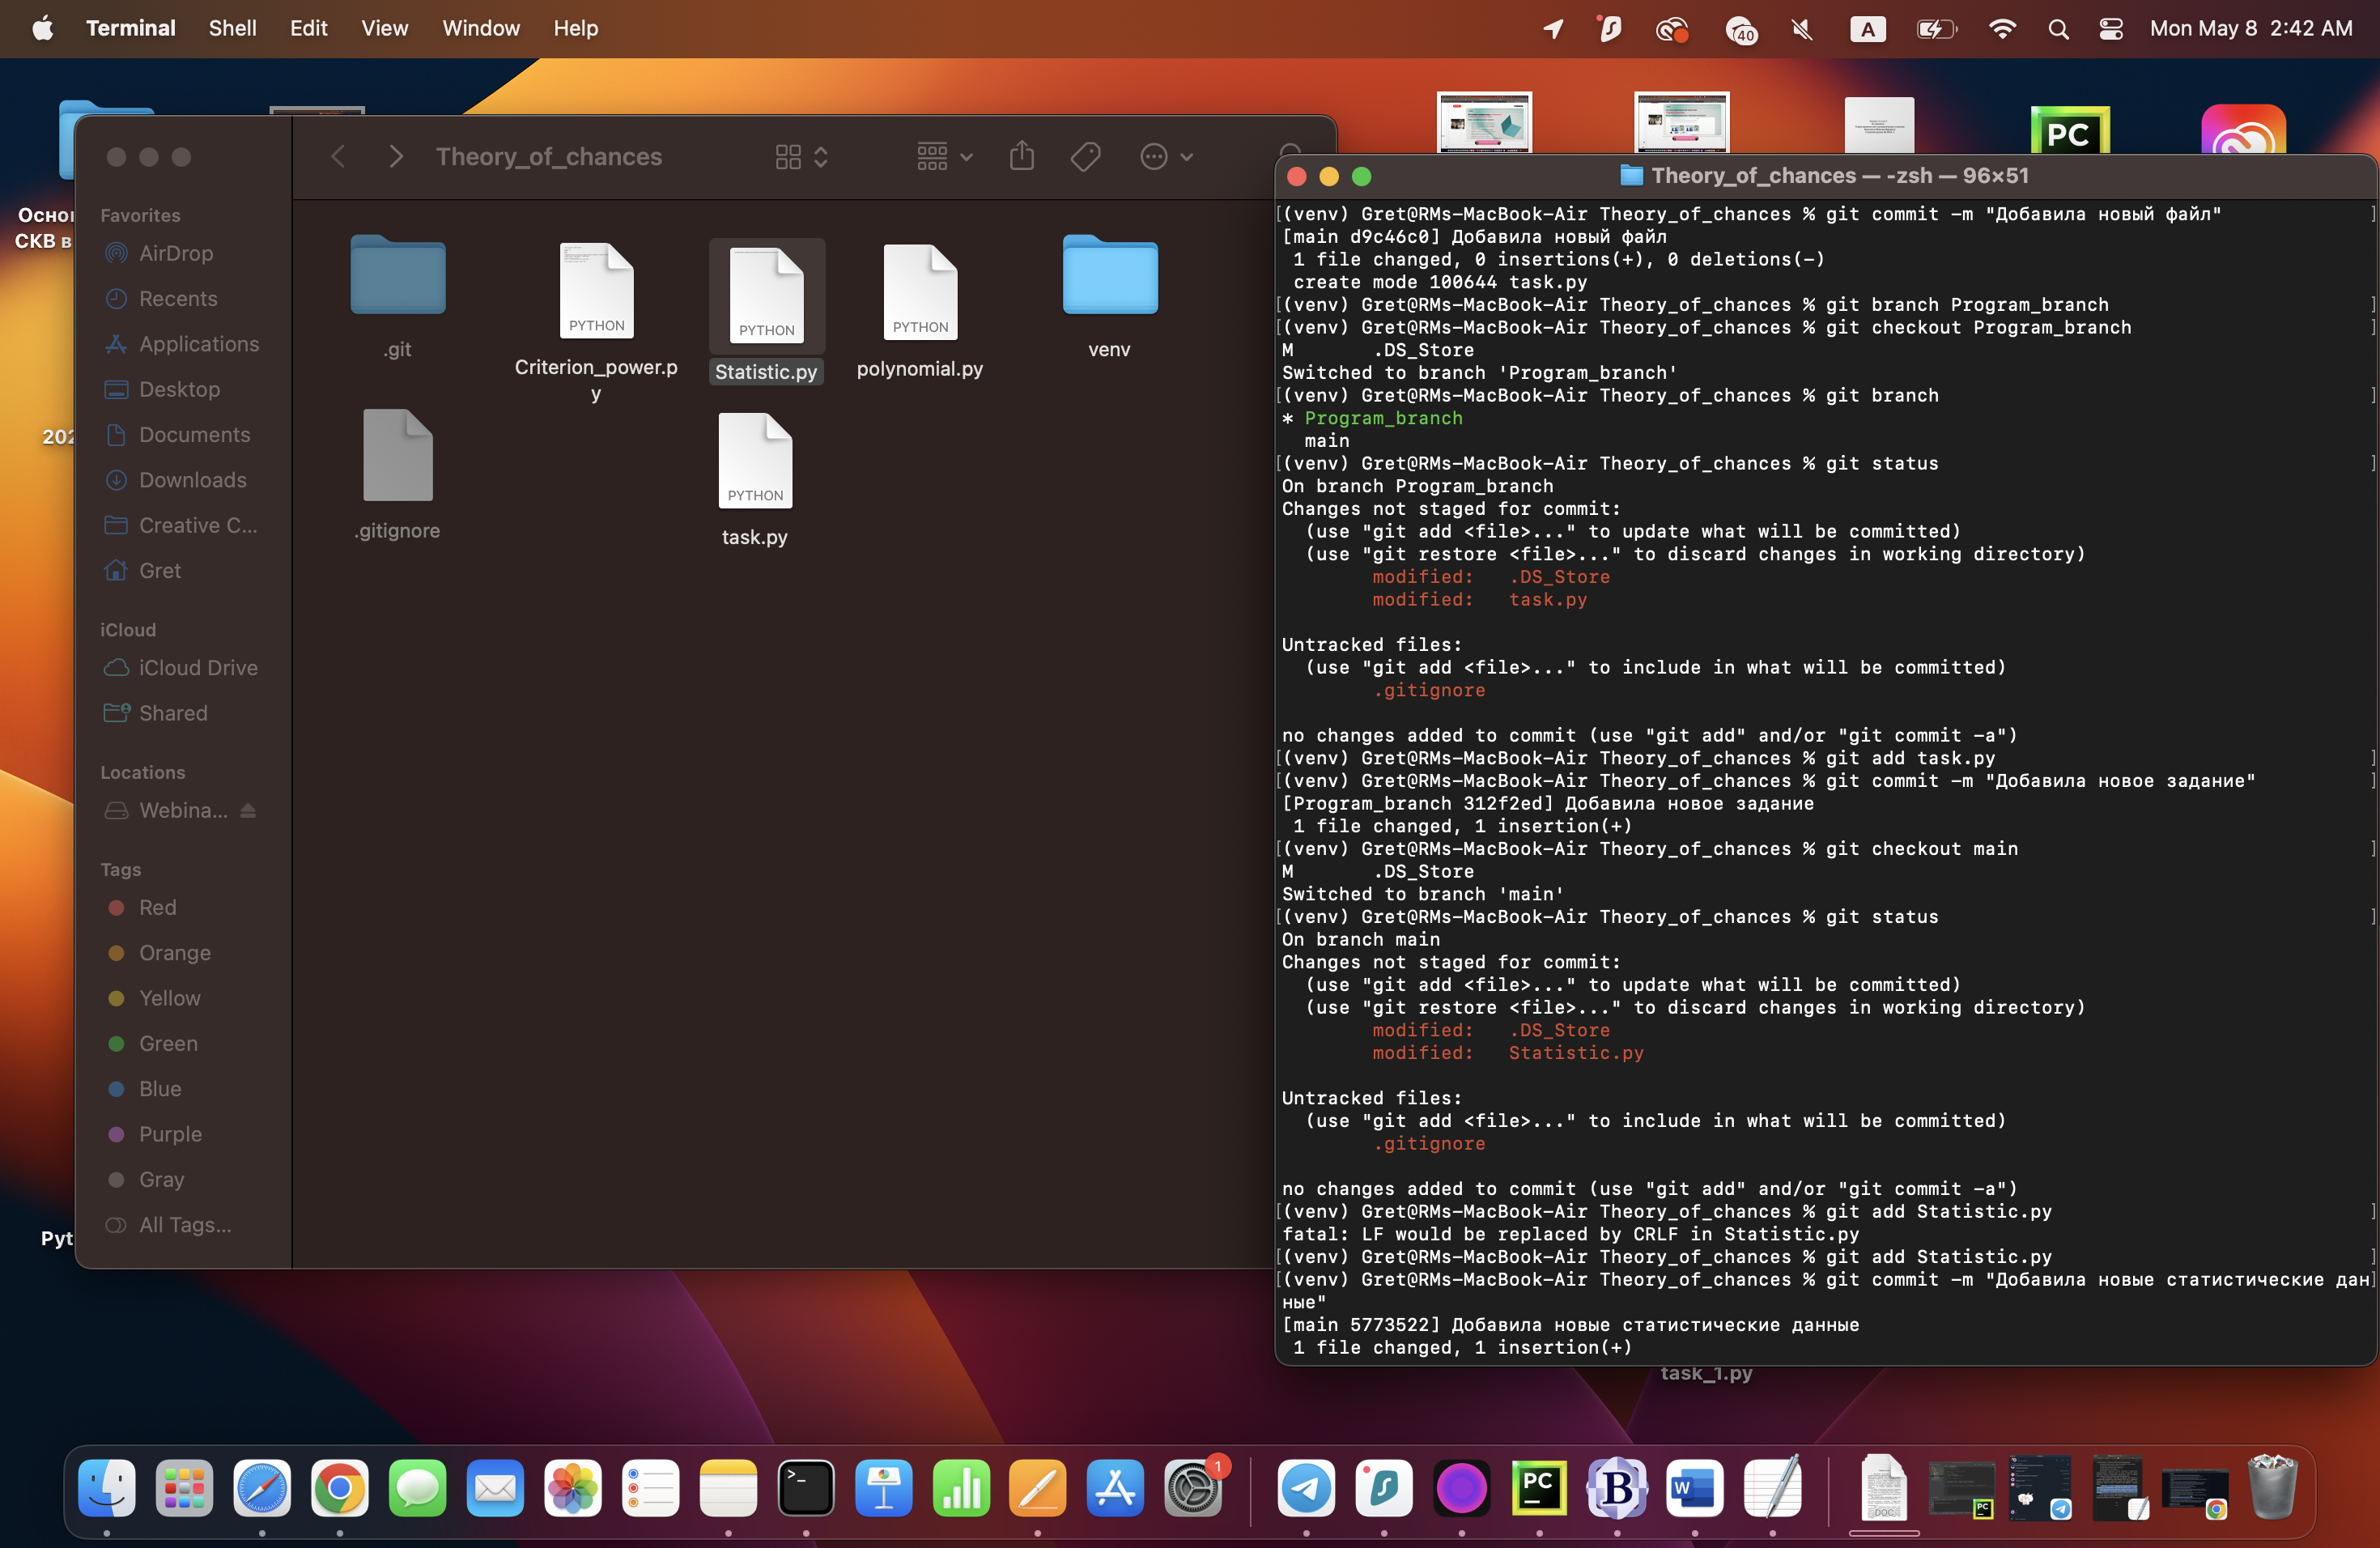 Terminal Shell Edit View Window Help
40
A
Mon May 8 2:42 AM
СКВ в
Theory_of_chances
Favorites
AirDrop
Recents
Applications
Desktop
Documents
Downloads
Creative C...
Gret
iCloud
iCloud Drive
Shared
Locations
Webina...
Tags
Red
Orange
Yellow
Green
Blue
Purple
Gray
All Tags...
.git
PYTHON
Criterion_power.p
y
PYTHON
Statistic.py
PYTHON
polynomial.py
venv
.gitignore
PYTHON
task.py
PC
Theory_of_chances — -zsh — 96×51
(venv) Gret@RMs-MacBook-Air Theory_of_chances % git commit -m "Добавила новый файл"
[main d9c46c0] Добавила новый файл
1 file changed, 0 insertions(+), 0 deletions(-)
create mode 100644 task.py
(venv) Gret@RMs-MacBook-Air Theory_of_chances % git branch Program_branch
(venv) Gret@RMs-MacBook-Air Theory_of_chances % git checkout Program_branch
M .DS_Store
Switched to branch 'Program_branch'
(venv) Gret@RMs-MacBook-Air Theory_of_chances % git branch
* Program_branch
main
(venv) Gret@RMs-MacBook-Air Theory_of_chances % git status
On branch Program_branch
Changes not staged for commit:
(use "git add <file>..." to update what will be committed)
(use "git restore <file>..." to discard changes in working directory)
modified: .DS_Store
modified: task.py
Untracked files:
(use "git add <file>..." to include in what will be committed)
.gitignore
no changes added to commit (use "git add" and/or "git commit -a")
(venv) Gret@RMs-MacBook-Air Theory_of_chances % git add task.py
(venv) Gret@RMs-MacBook-Air Theory_of_chances % git commit -m "Добавила новое задание"
[Program_branch 312f2ed] Добавила новое задание
1 file changed, 1 insertion(+)
(venv) Gret@RMs-MacBook-Air Theory_of_chances % git checkout main
M .DS_Store
Switched to branch 'main'
(venv) Gret@RMs-MacBook-Air Theory_of_chances % git status
On branch main
Changes not staged for commit:
(use "git add <file>..." to update what will be committed)
(use "git restore <file>..." to discard changes in working directory)
modified: .DS_Store
modified: Statistic.py
Untracked files:
(use "git add <file>..." to include in what will be committed)
.gitignore
no changes added to commit (use "git add" and/or "git commit -a")
(venv) Gret@RMs-MacBook-Air Theory_of_chances % git add Statistic.py
fatal: LF would be replaced by CRLF in Statistic.py
(venv) Gret@RMs-MacBook-Air Theory_of_chances % git add Statistic.py
(venv) Gret@RMs-MacBook-Air Theory_of_chances % git commit -m "Добавила новые статистические дан
ные"
[main 5773522] Добавила новые статистические данные
1 file changed, 1 insertion(+)
task_1.py
1
PC
B
W
PC